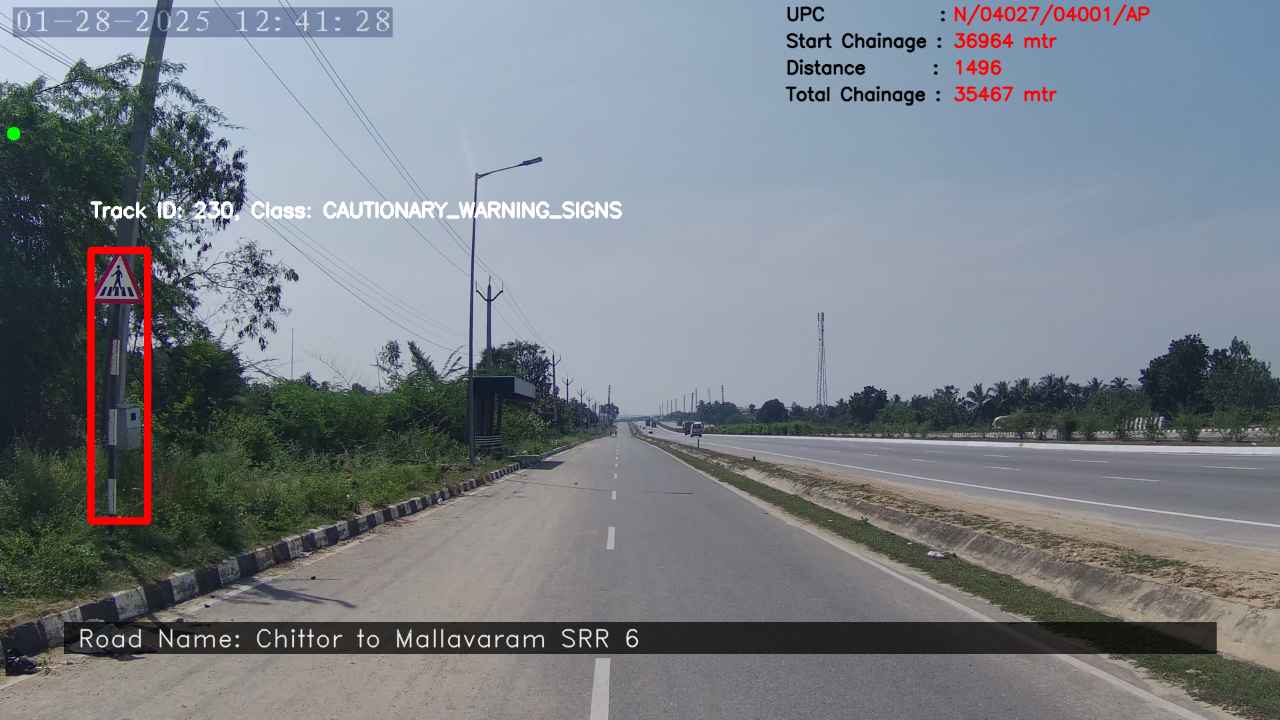 01-28-2025 12:41:28
UPC : N/04027/04001/AP
Start Chainage : 36964 mtr
Distance : 1496
Total Chainage : 35467 mtr
Track ID: 230, Class: CAUTIONARY_WARNING_SIGNS
Road Name: Chittor to Mallavaram SRR 6